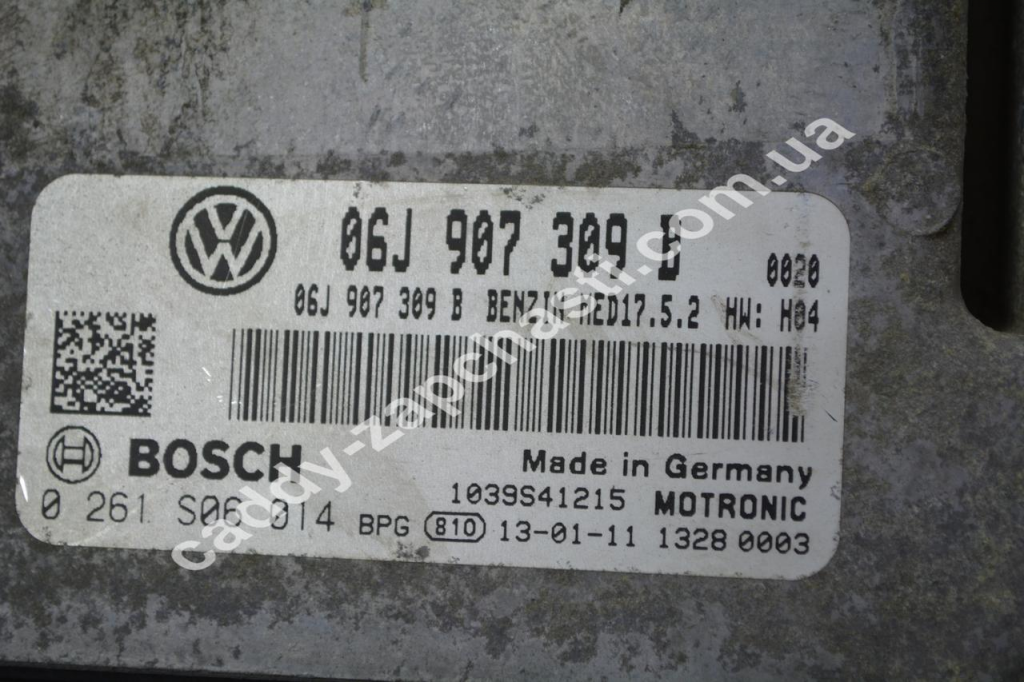 06J 907 309 B
0020
06J 907 309 B BENZIN MED17.5.2 HW: H04
BOSCH
Made in Germany
1039S41215 MOTRONIC
0 261 S06 014 BPG 810 13-01-11 1328 0003
caddy-zapchasti.com.ua